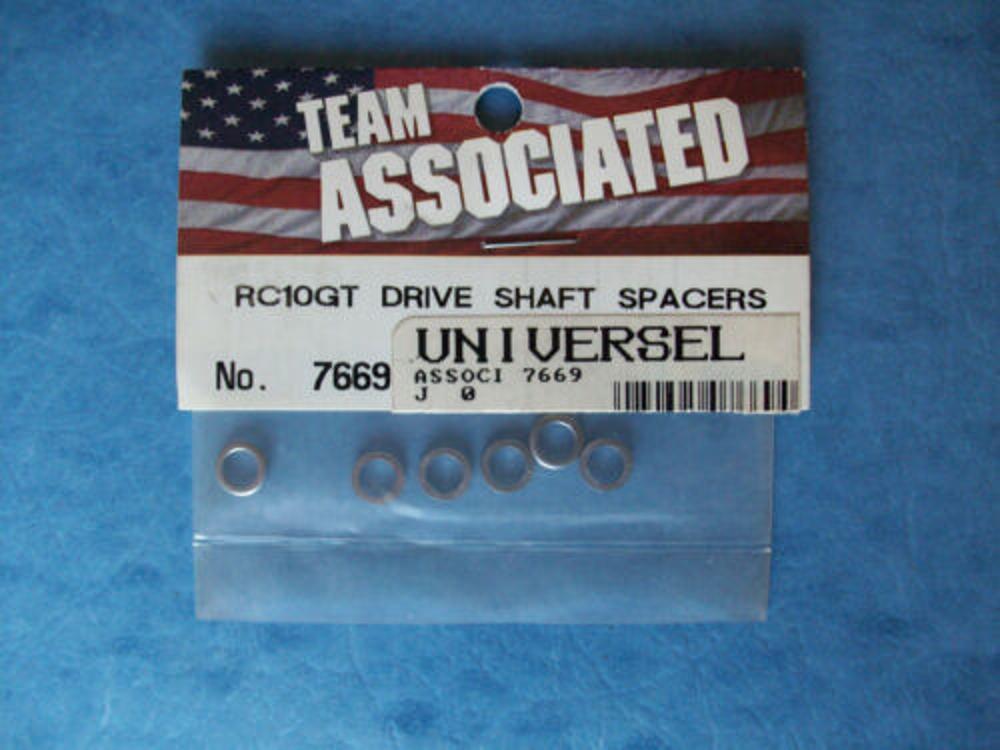 TEAM
ASSOCIATED
RC10GT DRIVE SHAFT SPACERS
No. 7669
UNIVERSEL
ASSOCI 7669
J 0